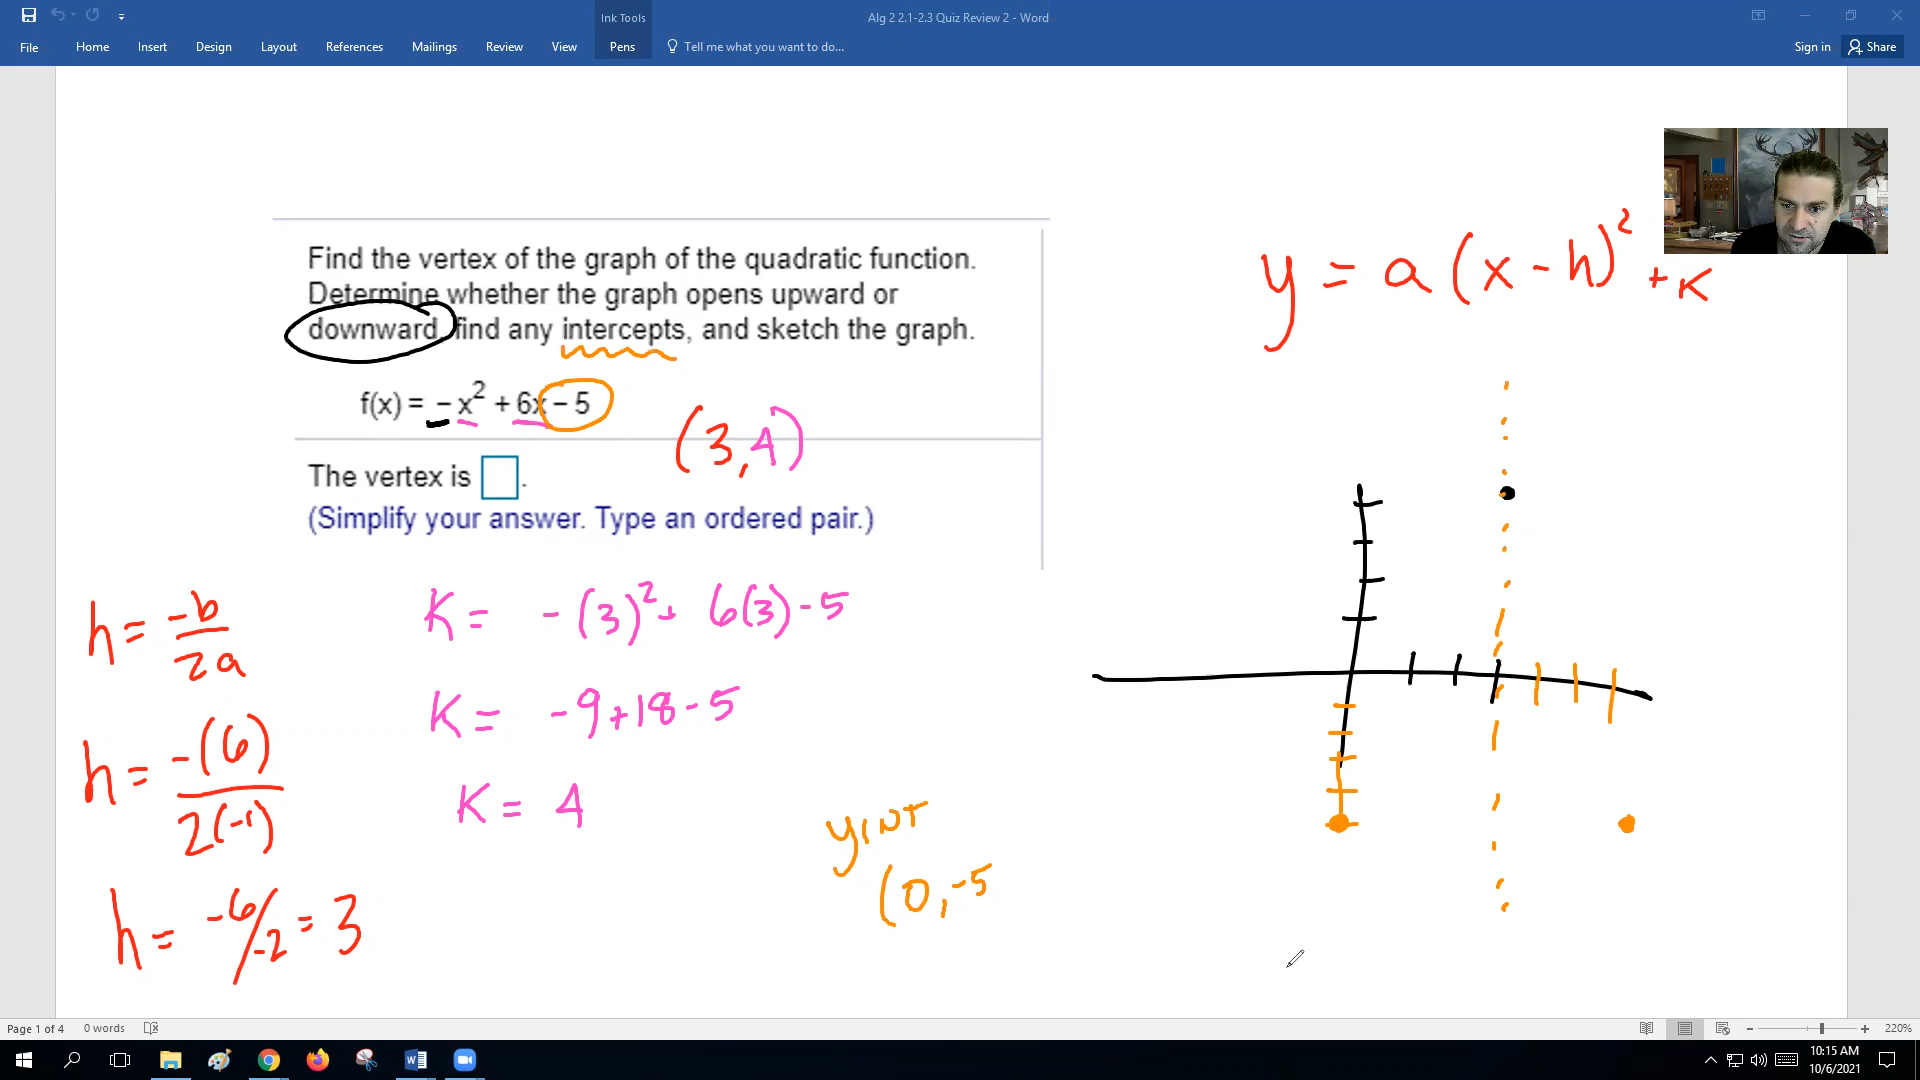 Ink Tools
Alg 2 2.1-2.3 Quiz Review 2 - Word
File Home Insert Design Layout References Mailings Review View Pens Tell me what you want to do... Sign in Share
Find the vertex of the graph of the quadratic function.
Determine whether the graph opens upward or
downward, find any intercepts, and sketch the graph.
f(x) = - x² + 6x - 5
(3, 4)
The vertex is
(Simplify your answer. Type an ordered pair.)
y = a(x - h)² + K
h = -b/2a
h = -(6)/2(-1)
h = -6/-2 = 3
K = -(3)² + 6(3) - 5
K = -9+18-5
K = 4
y INT
(0, -5
Page 1 of 4 0 words
220%
10:15 AM
10/6/2021